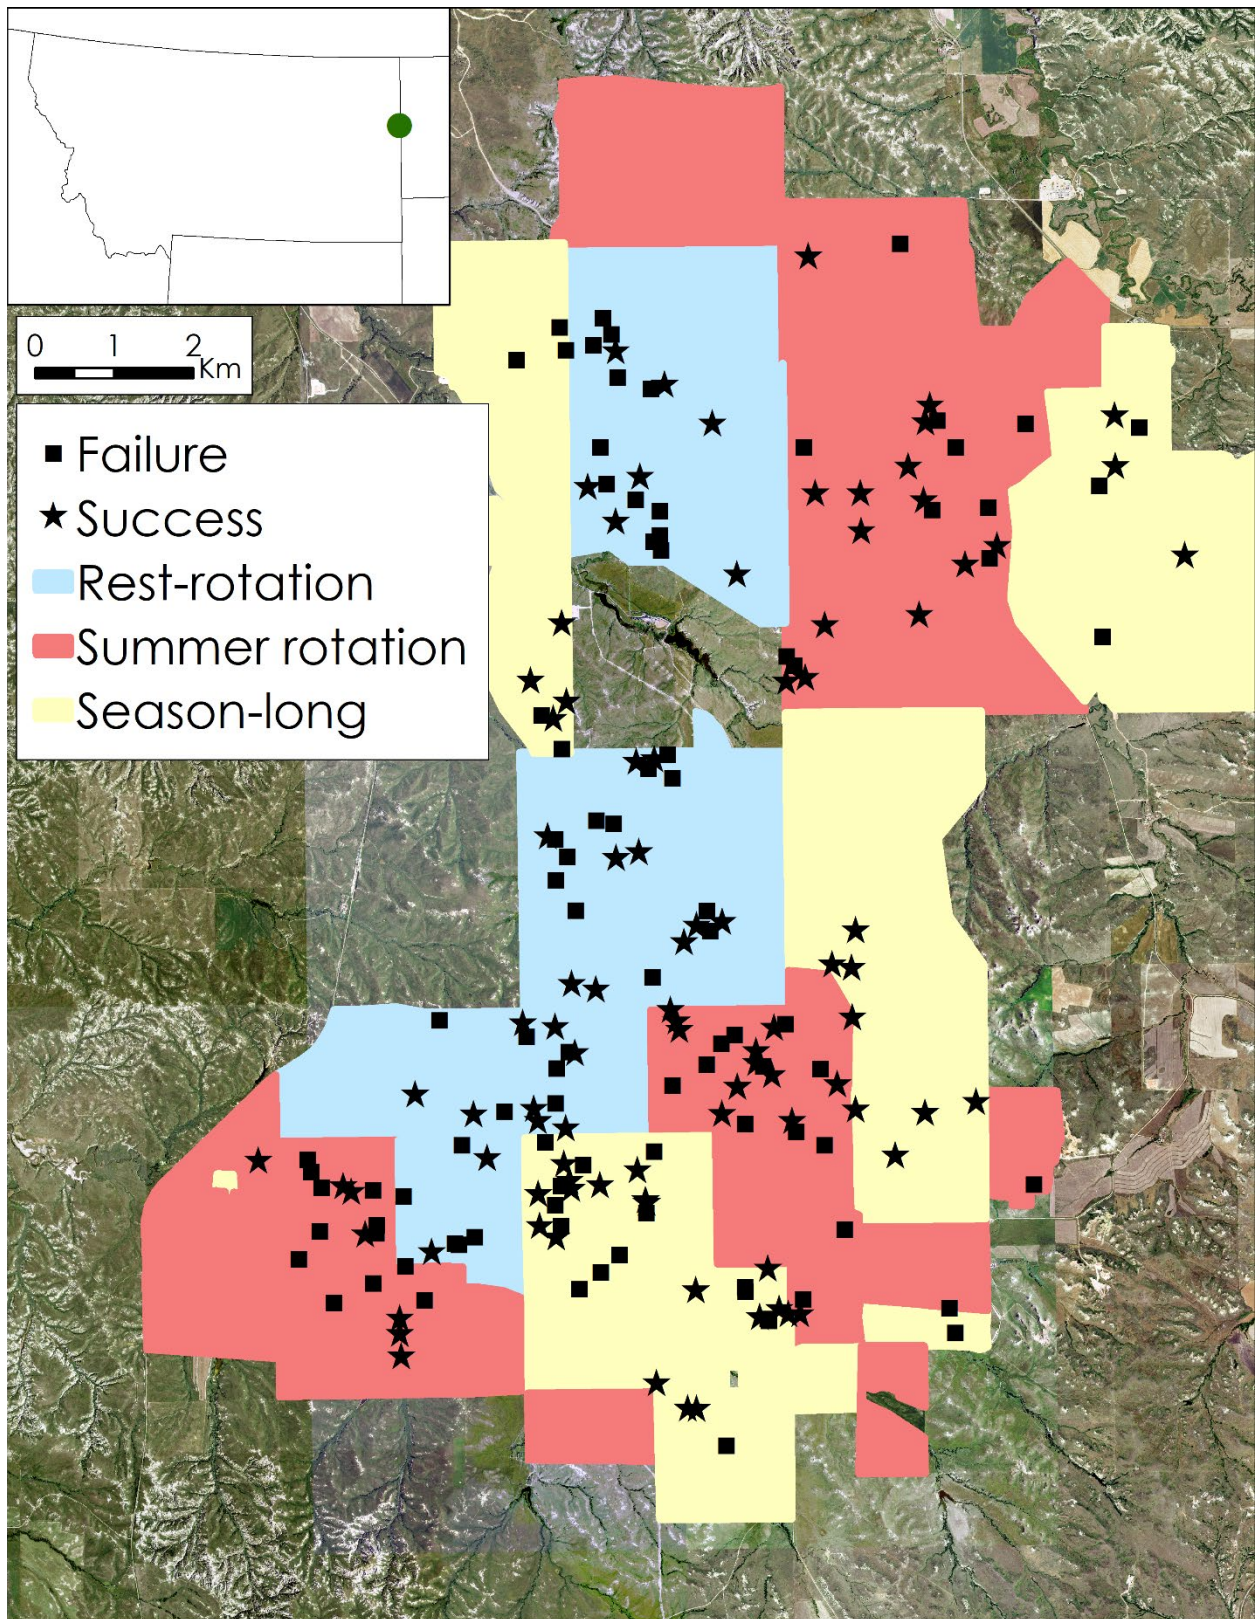 0 1 2
Km
Failure
Success
Rest-rotation
Summer rotation
Season-long